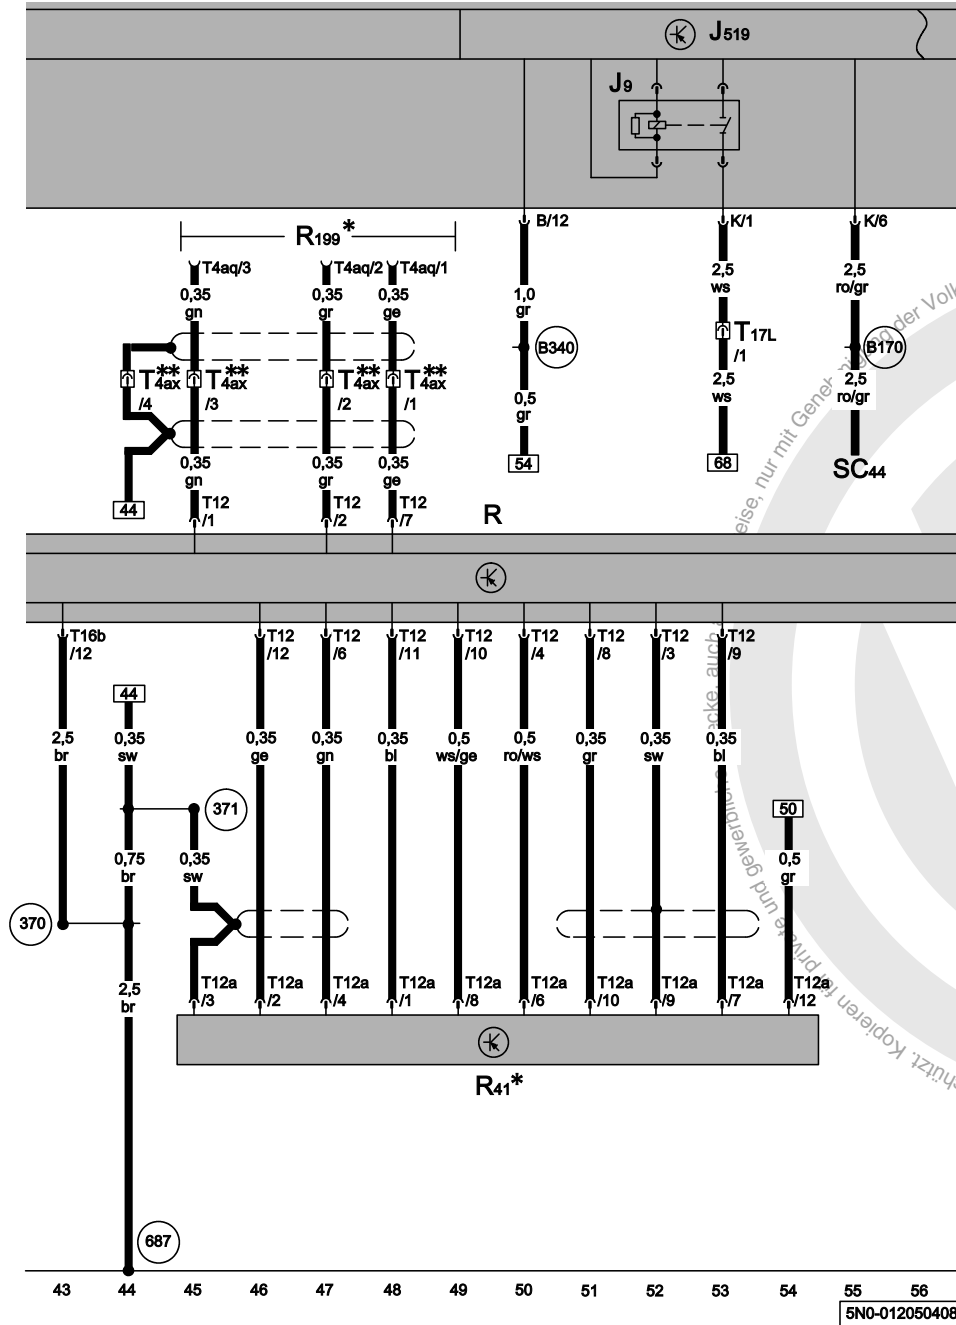 J519
J9
B/12
K/1
K/6
R199*
T4aq/3
T4aq/2
T4aq/1
0,35
gn
0,35
gr
0,35
ge
1,0
gr
2,5
ws
2,5
ro/gr
B340
T17L
/1
B170
T4ax**
/4
T4ax**
/3
T4ax**
/2
T4ax**
/1
0,5
gr
2,5
ws
2,5
ro/gr
0,35
gn
0,35
gr
0,35
ge
54
68
SC44
44
T12
/1
T12
/2
T12
/7
R
T16b
/12
T12
/12
T12
/6
T12
/11
T12
/10
T12
/4
T12
/8
T12
/3
T12
/9
44
2,5
br
0,35
sw
0,35
ge
0,35
gn
0,35
bl
0,5
ws/ge
0,5
ro/ws
0,35
gr
0,35
sw
0,35
bl
371
50
0,75
br
0,35
sw
0,5
gr
370
2,5
br
T12a
/3
T12a
/2
T12a
/4
T12a
/1
T12a
/8
T12a
/6
T12a
/10
T12a
/9
T12a
/7
T12a
/12
R41*
687
43 44 45 46 47 48 49 50 51 52 53 54 55 56
5N0-012050408
nur mit
der
auch
und
für
Kopieren